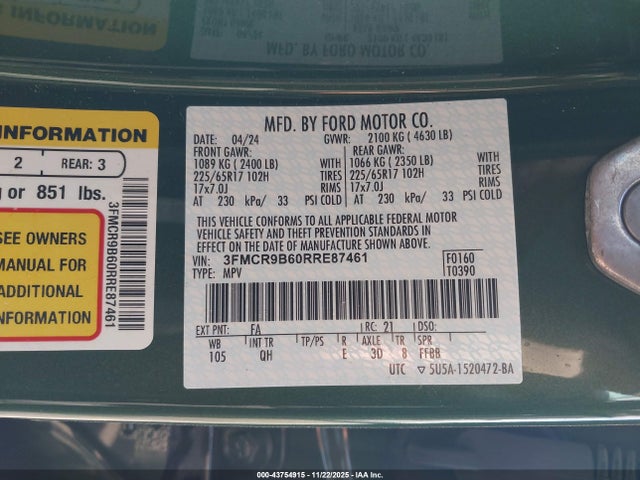 MFD. BY FORD MOTOR CO.
INFORMATION
2 REAR: 3
g or 851 lbs.
SEE OWNERS
MANUAL FOR
ADDITIONAL
INFORMATION
3FMCR9B60RRE87461
MFD. BY FORD MOTOR CO.
DATE: 04/24 GVWR: 2100 KG ( 4630 LB)
FRONT GAWR: REAR GAWR:
1089 KG ( 2400 LB) WITH 1066 KG ( 2350 LB) WITH
225/65R17 102H TIRES 225/65R17 102H TIRES
17x7.0J RIMS 17x7.0J RIMS
AT 230 kPa/ 33 PSI COLD AT 230 kPa/ 33 PSI COLD
THIS VEHICLE CONFORMS TO ALL APPLICABLE FEDERAL MOTOR
VEHICLE SAFETY AND THEFT PREVENTION STANDARDS
IN EFFECT ON THE DATE OF MANUFACTURE SHOWN ABOVE.
VIN: 3FMCR9B60RRE87461 F0160
TYPE: MPV T0390
EXT PNT: FA RC: 21 DSO:
WB INT TR TP/PS R AXLE TR SPR
105 QH E 3D 8 FFBB
UTC ▽ 5U5A-1520472-BA
000-43754915 - 11/22/2025 - IAA Inc.